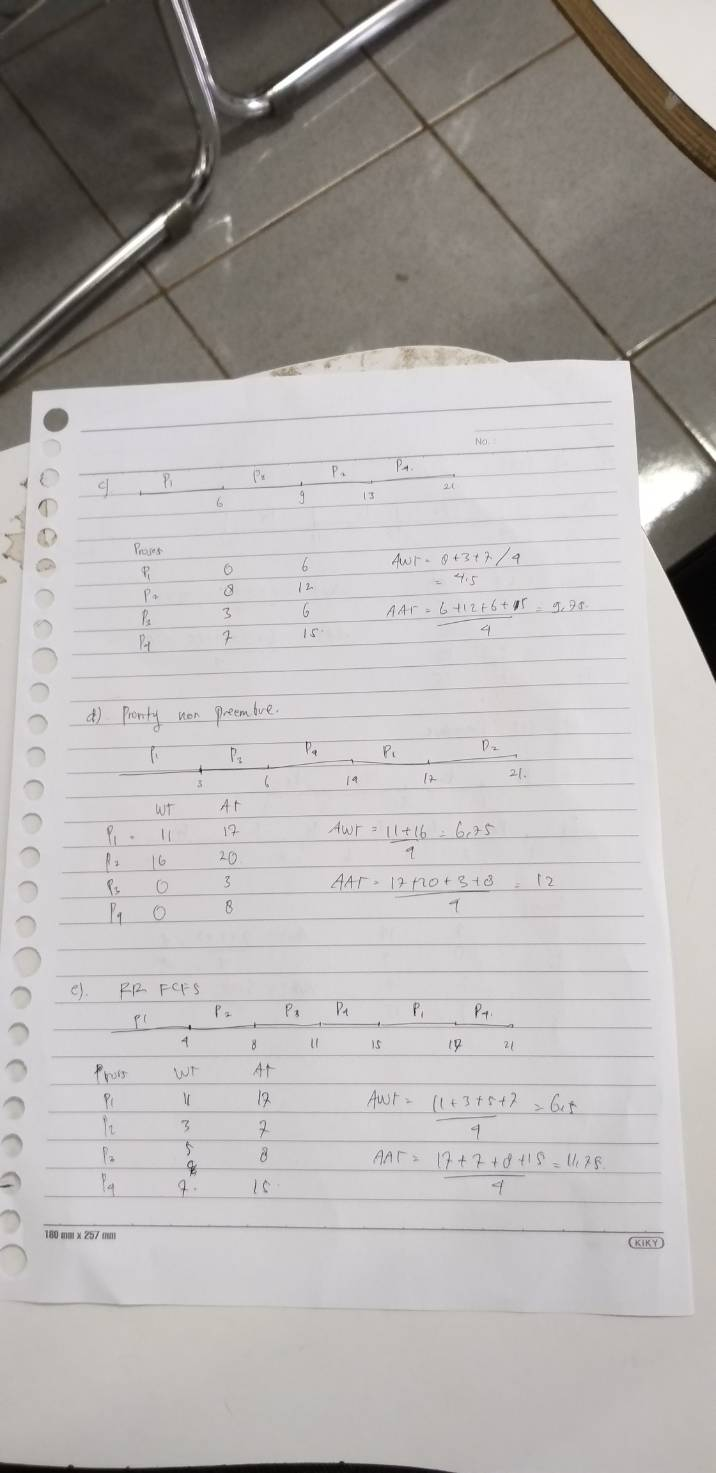 No. :
c) P1 P3 P2 P4.
6 9 13 21
Proses
P1 0 6 AWT = 8+3+7/4
P2 8 12 = 4.5
P3 3 6 AAT = 6+12+6+15 = 9,75.
P4 7 15. 4
d) Priority non preemtive.
P1 P3 P4 P1 P2
3 6 14 17 21.
WT AT
P1 . 11 17 AWT = 11+16 = 6,75
P2 16 20 4
P3 0 3 AAT = 17+20+3+8 = 12
P4 0 8 4
e). RR FCFS
P1 P2 P3 P4 P1 P4.
4 8 11 15 17 21
Proses WT AT
P1 11 17 AWT = 11+3+5+7 = 6,5
P2 3 7 4
P3 5 8 AAT = 17+7+8+15 = 11,75.
P4 7. 15. 4
180 mm x 257 mm
KIKY